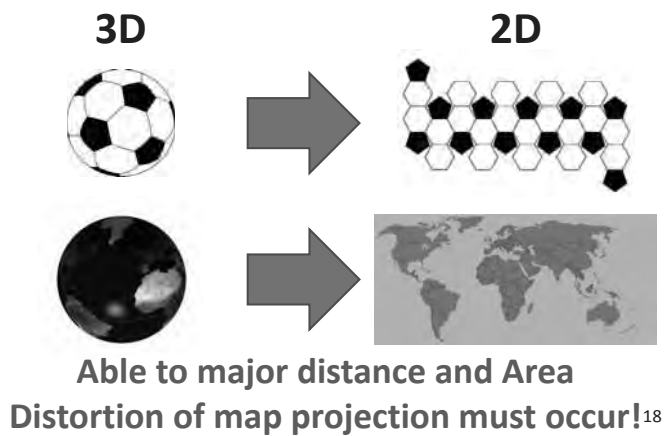 3D 2D
Able to major distance and Area
Distortion of map projection must occur! 18